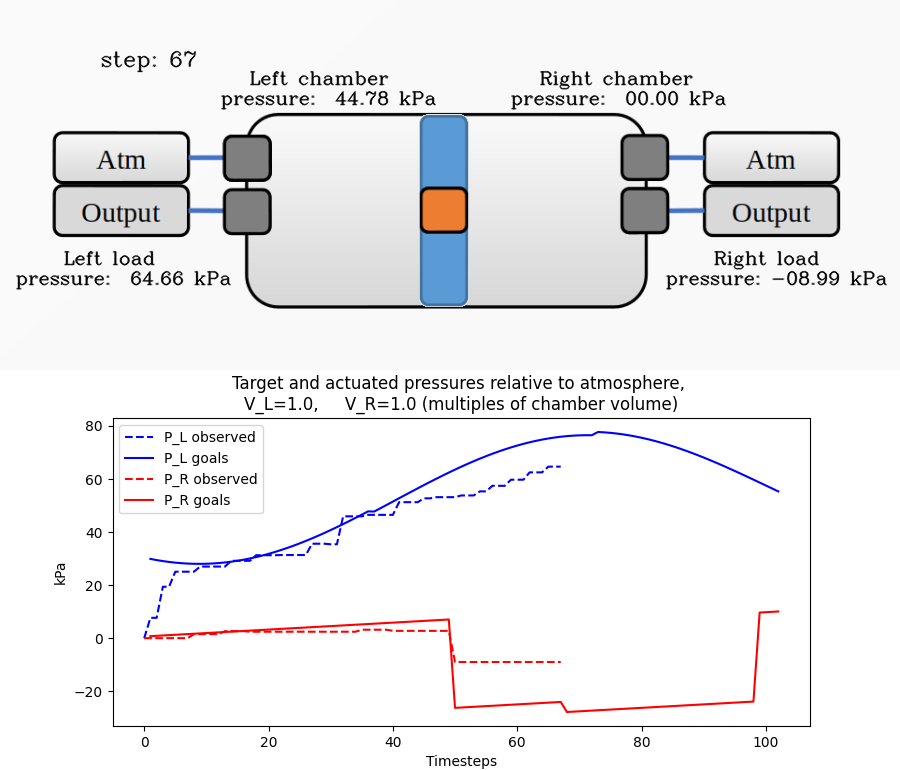 step: 67
Left chamber
pressure: 44.78 kPa
Right chamber
pressure: 00.00 kPa
Atm
Output
Atm
Output
Left load
pressure: 64.66 kPa
Right load
pressure: −08.99 kPa
Target and actuated pressures relative to atmosphere,
V_L=1.0, V_R=1.0 (multiples of chamber volume)
P_L observed
P_L goals
P_R observed
P_R goals
kPa
80
60
40
20
0
−20
0 20 40 60 80 100
Timesteps